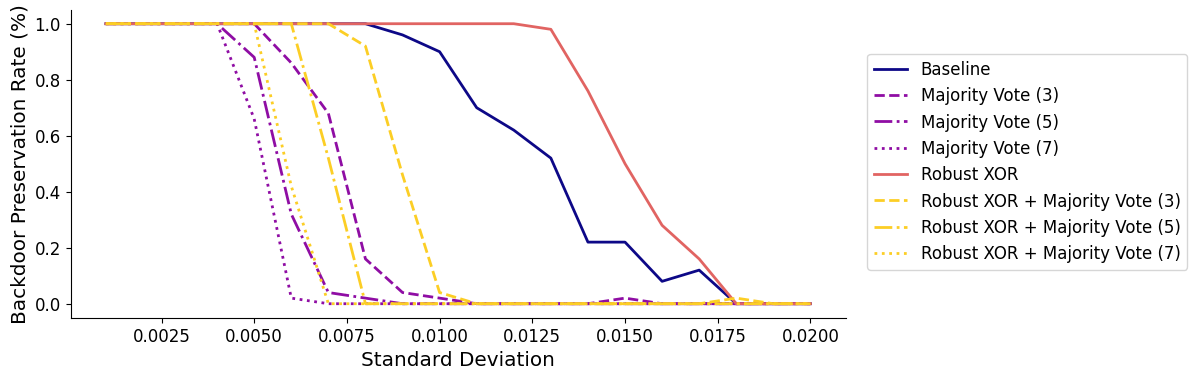 Backdoor Preservation Rate (%)
1.0
0.8
0.6
0.4
0.2
0.0
0.0025 0.0050 0.0075 0.0100 0.0125 0.0150 0.0175 0.0200
Standard Deviation
Baseline
Majority Vote (3)
Majority Vote (5)
Majority Vote (7)
Robust XOR
Robust XOR + Majority Vote (3)
Robust XOR + Majority Vote (5)
Robust XOR + Majority Vote (7)